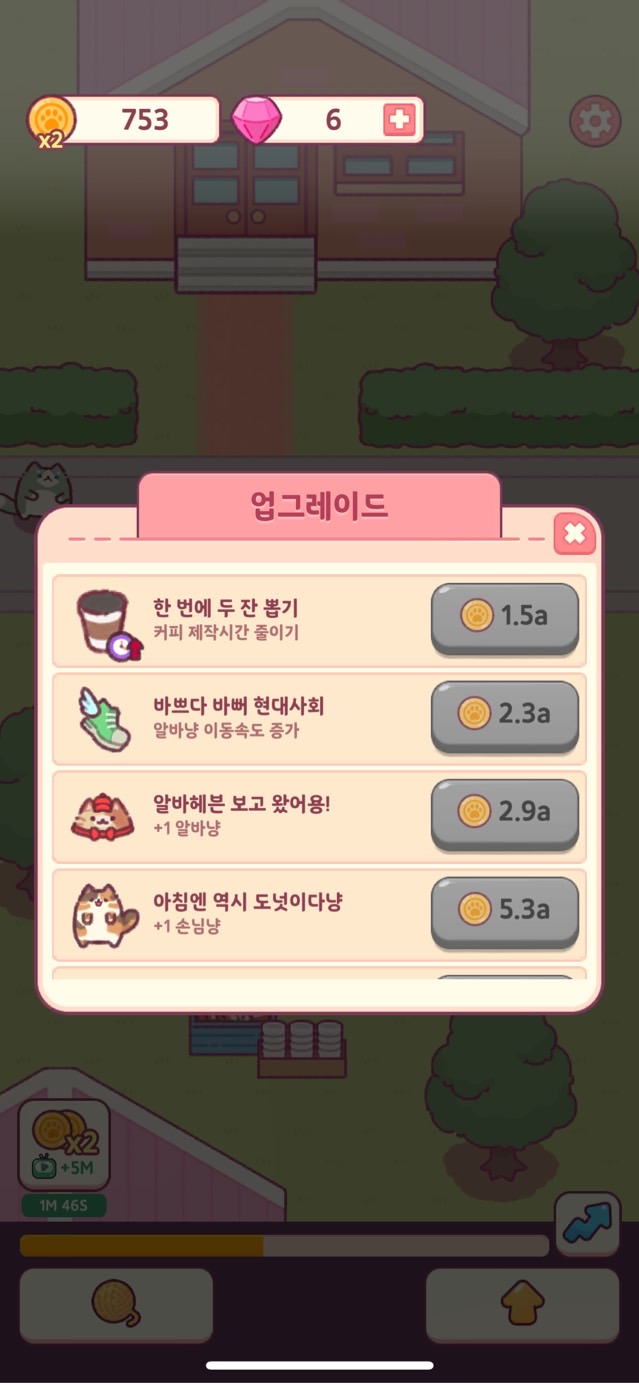 753
x2
6
업그레이드
한 번에 두 잔 뽑기
커피 제작시간 줄이기
1.5a
바쁘다 바뻐 현대사회
알바냥 이동속도 증가
2.3a
알바헤븐 보고 왔어용!
+1 알바냥
2.9a
아침엔 역시 도넛이다냥
+1 손님냥
5.3a
x2
+5M
1M 46S